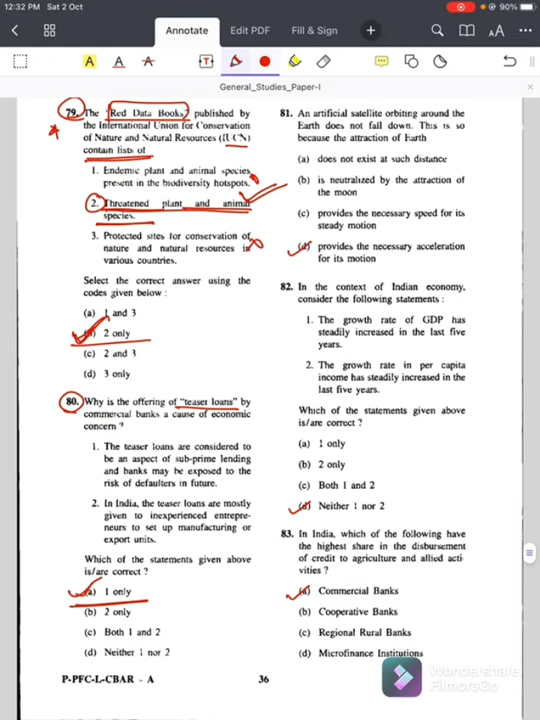 12:32 PM Sat 2 Oct
90%
Annotate
Edit PDF
Fill & Sign
General_Studies_Paper-I
79. The 'Red Data Books' published by
the International Union for Conservation
of Nature and Natural Resources (IUCN)
contain lists of
1. Endemic plant and animal species
present in the biodiversity hotspots.
2. Threatened plant and animal
species.
3. Protected sites for conservation of
nature and natural resources in
various countries.
Select the correct answer using the
codes given below :
(a) 1 and 3
(b) 2 only
(c) 2 and 3
(d) 3 only
80. Why is the offering of "teaser loans" by
commercial banks a cause of economic
concern ?
1. The teaser loans are considered to
be an aspect of sub-prime lending
and banks may be exposed to the
risk of defaulters in future.
2. In India, the teaser loans are mostly
given to inexperienced entrepre-
neurs to set up manufacturing or
export units.
Which of the statements given above
is/are correct ?
(a) 1 only
(b) 2 only
(c) Both 1 and 2
(d) Neither 1 nor 2
81. An artificial satellite orbiting around the
Earth does not fall down. This is so
because the attraction of Earth
(a) does not exist at such distance
(b) is neutralized by the attraction of
the moon
(c) provides the necessary speed for its
steady motion
(d) provides the necessary acceleration
for its motion
82. In the context of Indian economy,
consider the following statements :
1. The growth rate of GDP has
steadily increased in the last five
years.
2. The growth rate in per capita
income has steadily increased in the
last five years.
Which of the statements given above
is/are correct ?
(a) 1 only
(b) 2 only
(c) Both 1 and 2
(d) Neither 1 nor 2
83. In India, which of the following have
the highest share in the disbursement
of credit to agriculture and allied acti-
vities ?
(a) Commercial Banks
(b) Cooperative Banks
(c) Regional Rural Banks
(d) Microfinance Institutions
P-PFC-L-CBAR - A
36
Wondershare
FilmoraGo